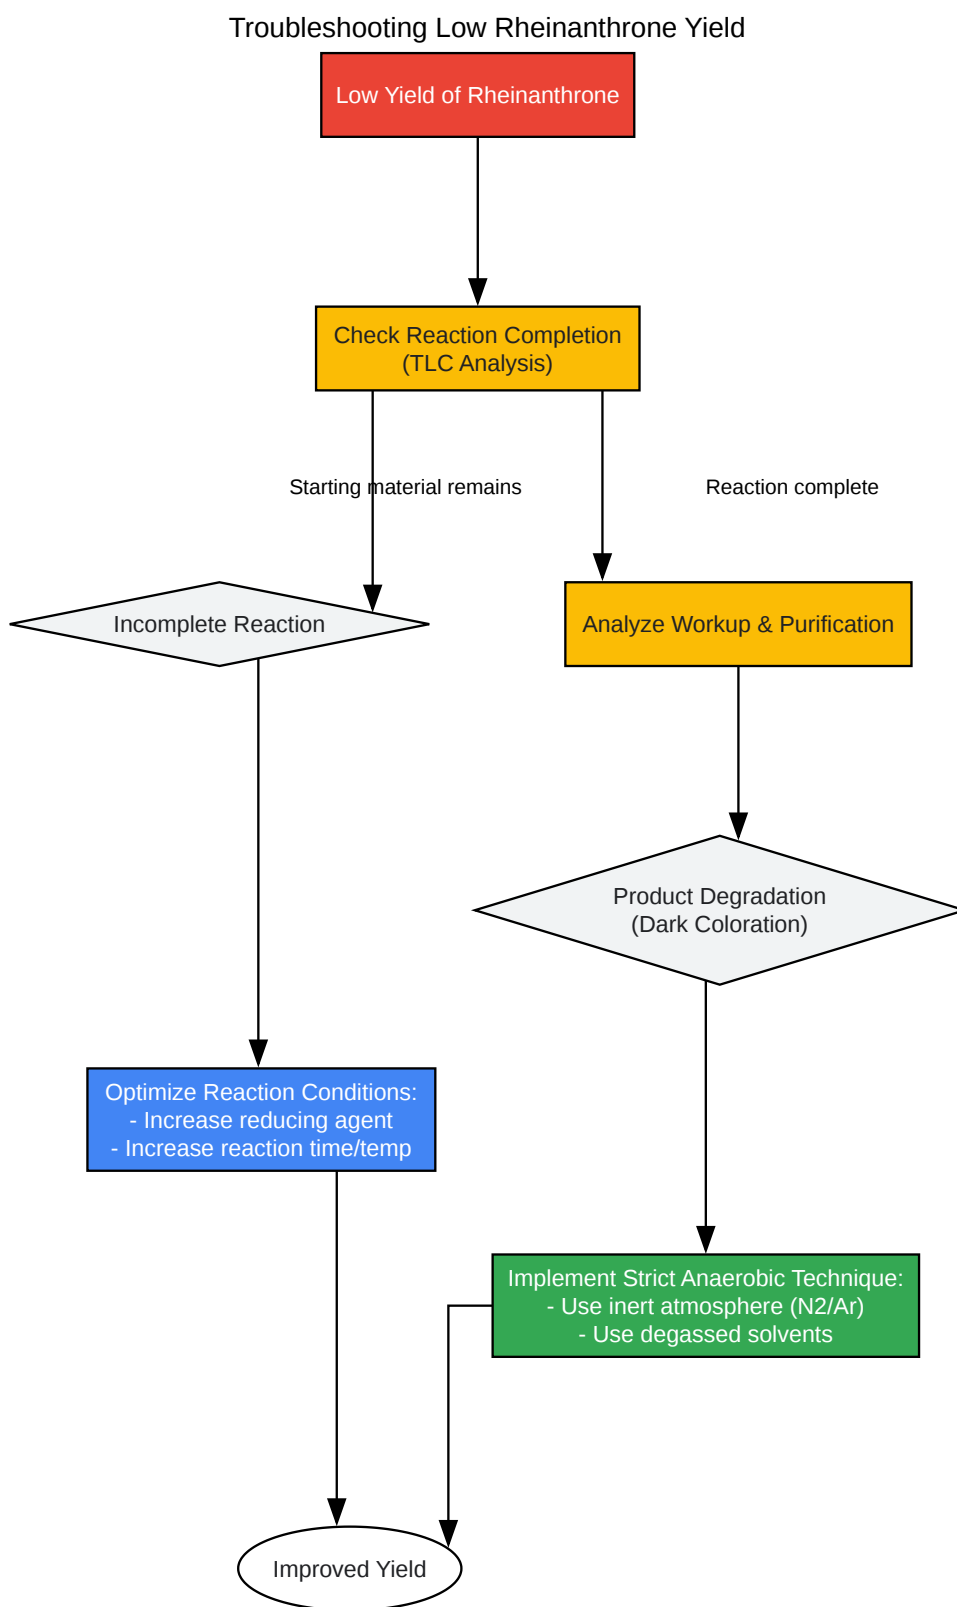 Troubleshooting Low Rheinanthrone Yield
Low Yield of Rheinanthrone
Check Reaction Completion
(TLC Analysis)
Starting material remains
Reaction complete
Incomplete Reaction
Analyze Workup & Purification
Product Degradation
(Dark Coloration)
Optimize Reaction Conditions:
- Increase reducing agent
- Increase reaction time/temp
Implement Strict Anaerobic Technique:
- Use inert atmosphere (N2/Ar)
- Use degassed solvents
Improved Yield